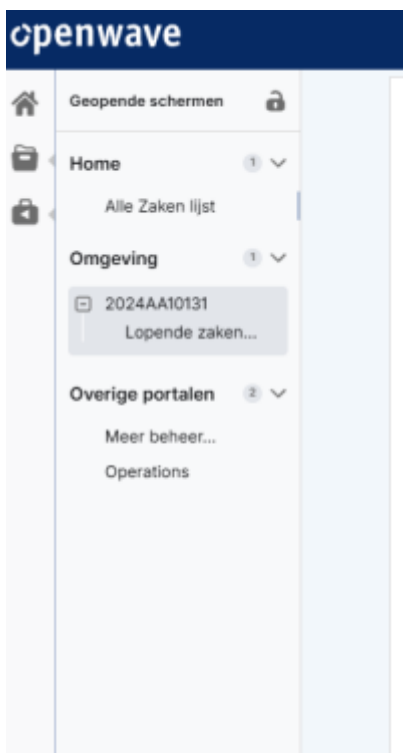 openwave
Geopende schermen
Home 1
Alle Zaken lijst
Omgeving 1
2024AA10131
Lopende zaken...
Overige portalen 2
Meer beheer...
Operations